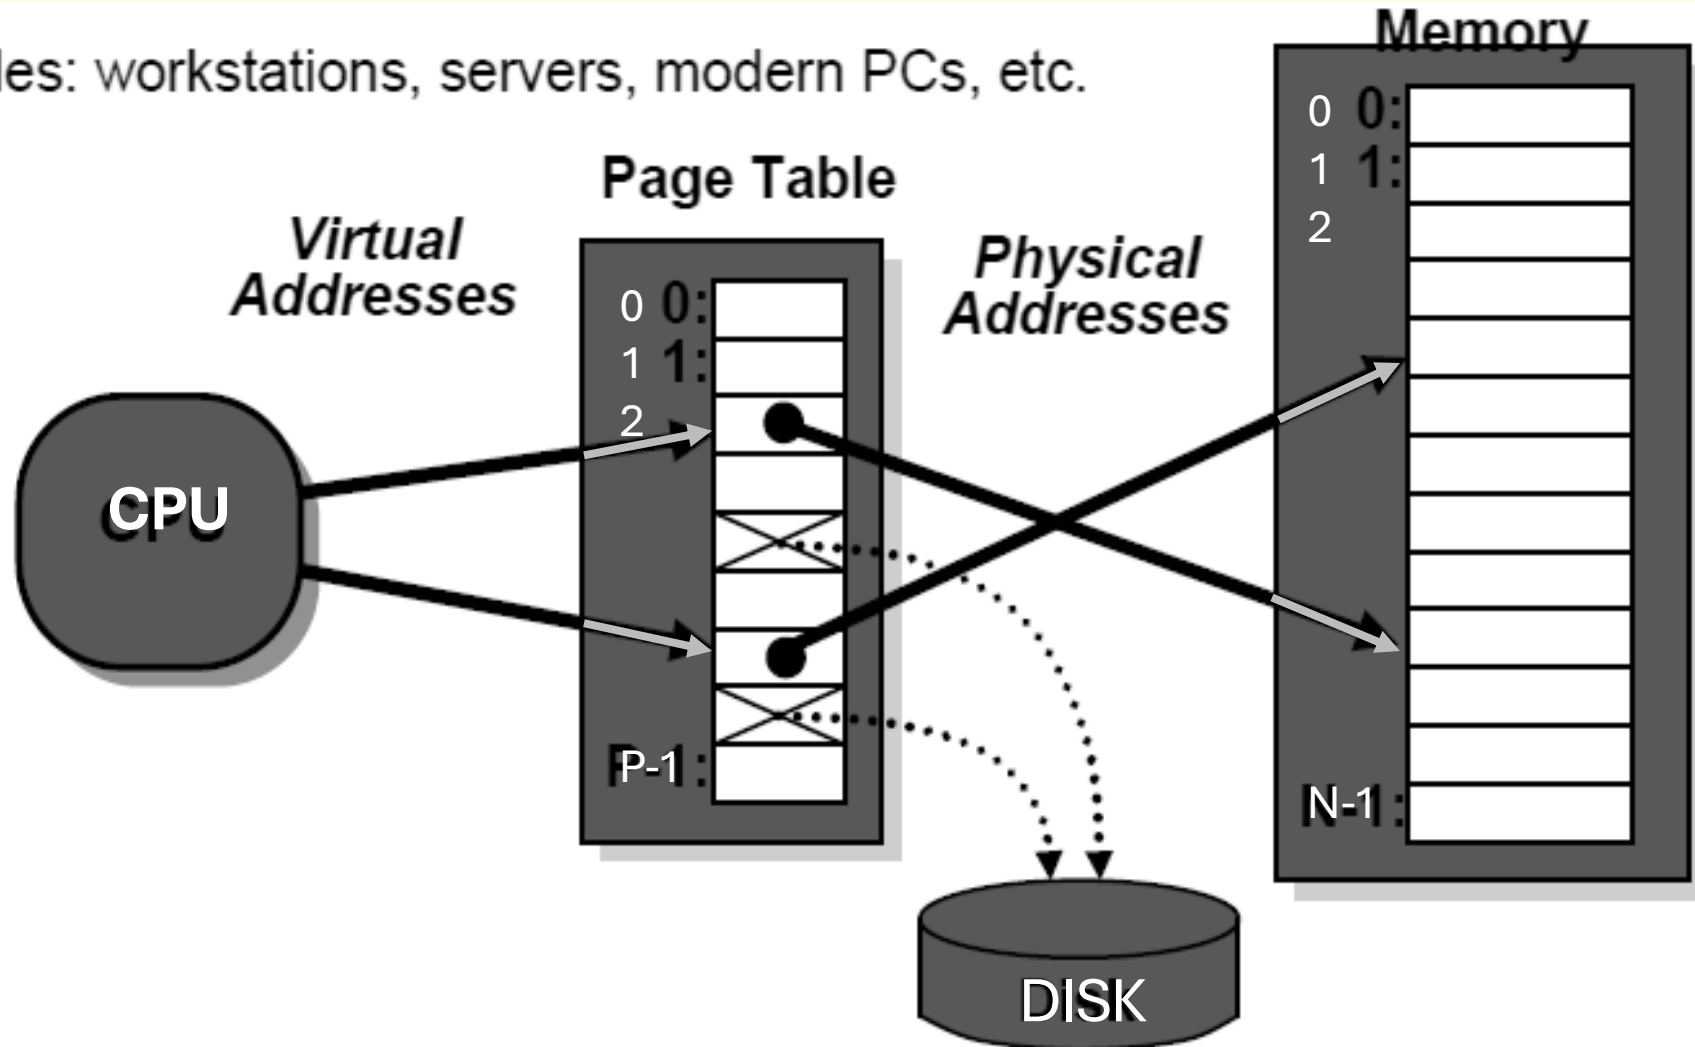 les: workstations, servers, modern PCs, etc.
Memory
0 0:
1 1:
2
Page Table
Virtual
Addresses
Physical
Addresses
0 0:
1 1:
2
CPU
P-1:
N-1:
DISK